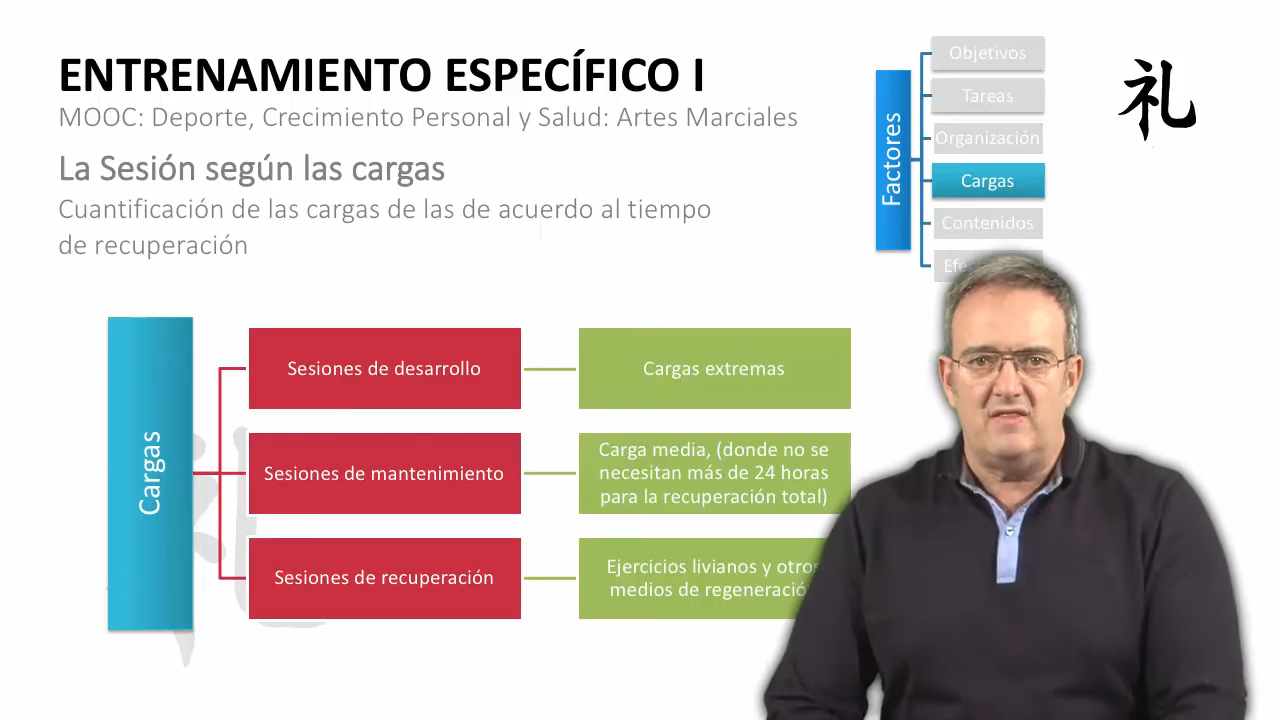 ENTRENAMIENTO ESPECÍFICO I
MOOC: Deporte, Crecimiento Personal y Salud: Artes Marciales
La Sesión según las cargas
Cuantificación de las cargas de las de acuerdo al tiempo
de recuperación
Factores
Objetivos
Tareas
Organización
Cargas
Contenidos
礼
Cargas
Sesiones de desarrollo
Cargas extremas
Sesiones de mantenimiento
Carga media, (donde no se
necesitan más de 24 horas
para la recuperación total)
Sesiones de recuperación
Ejercicios livianos y otros
medios de regeneración